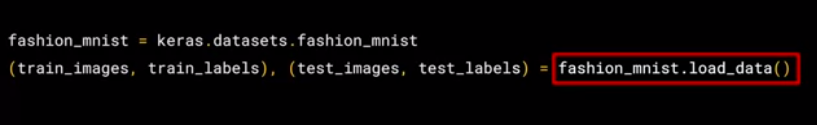 fashion_mnist = keras.datasets.fashion_mnist
(train_images, train_labels), (test_images, test_labels) = fashion_mnist.load_data()